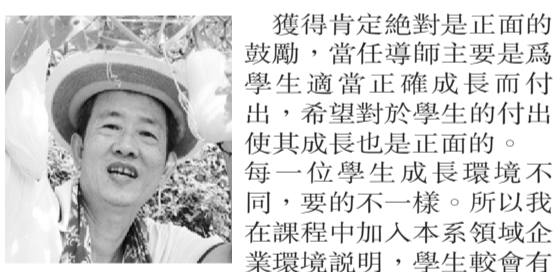 獲得肯定絕對是正面的
鼓勵，當任導師主要是爲
學生適當正確成長而付
出，希望對於學生的付出
使其成長也是正面的。
每一位學生成長環境不
同，要的不一樣。所以我
在課程中加入本系領域企
業環境説明，學生較會有